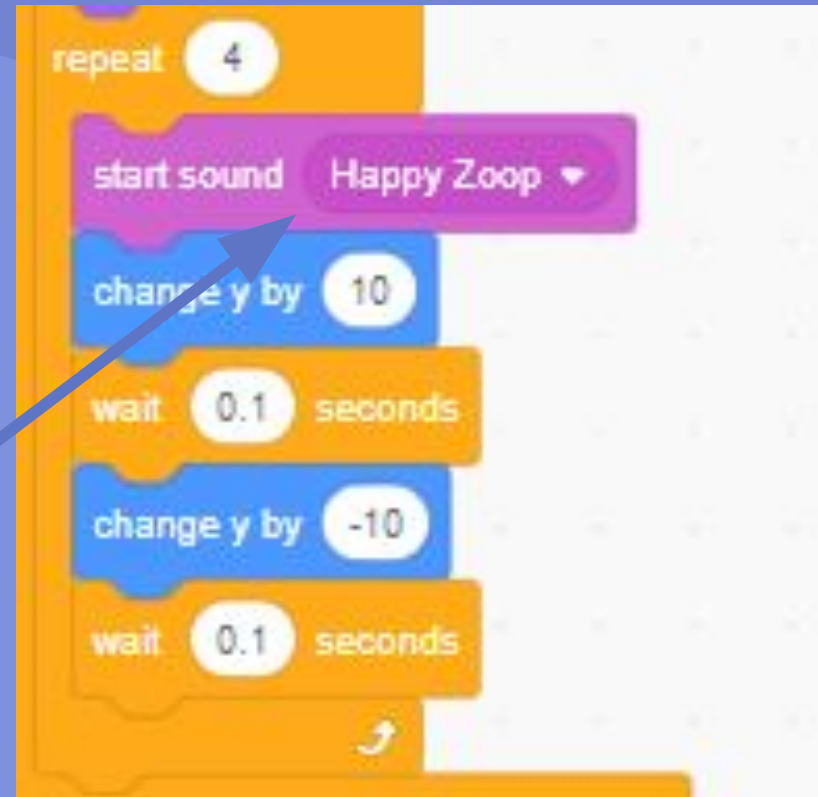 repeat 4
start sound Happy Zoop
change y by 10
wait 0.1 seconds
change y by -10
wait 0.1 seconds